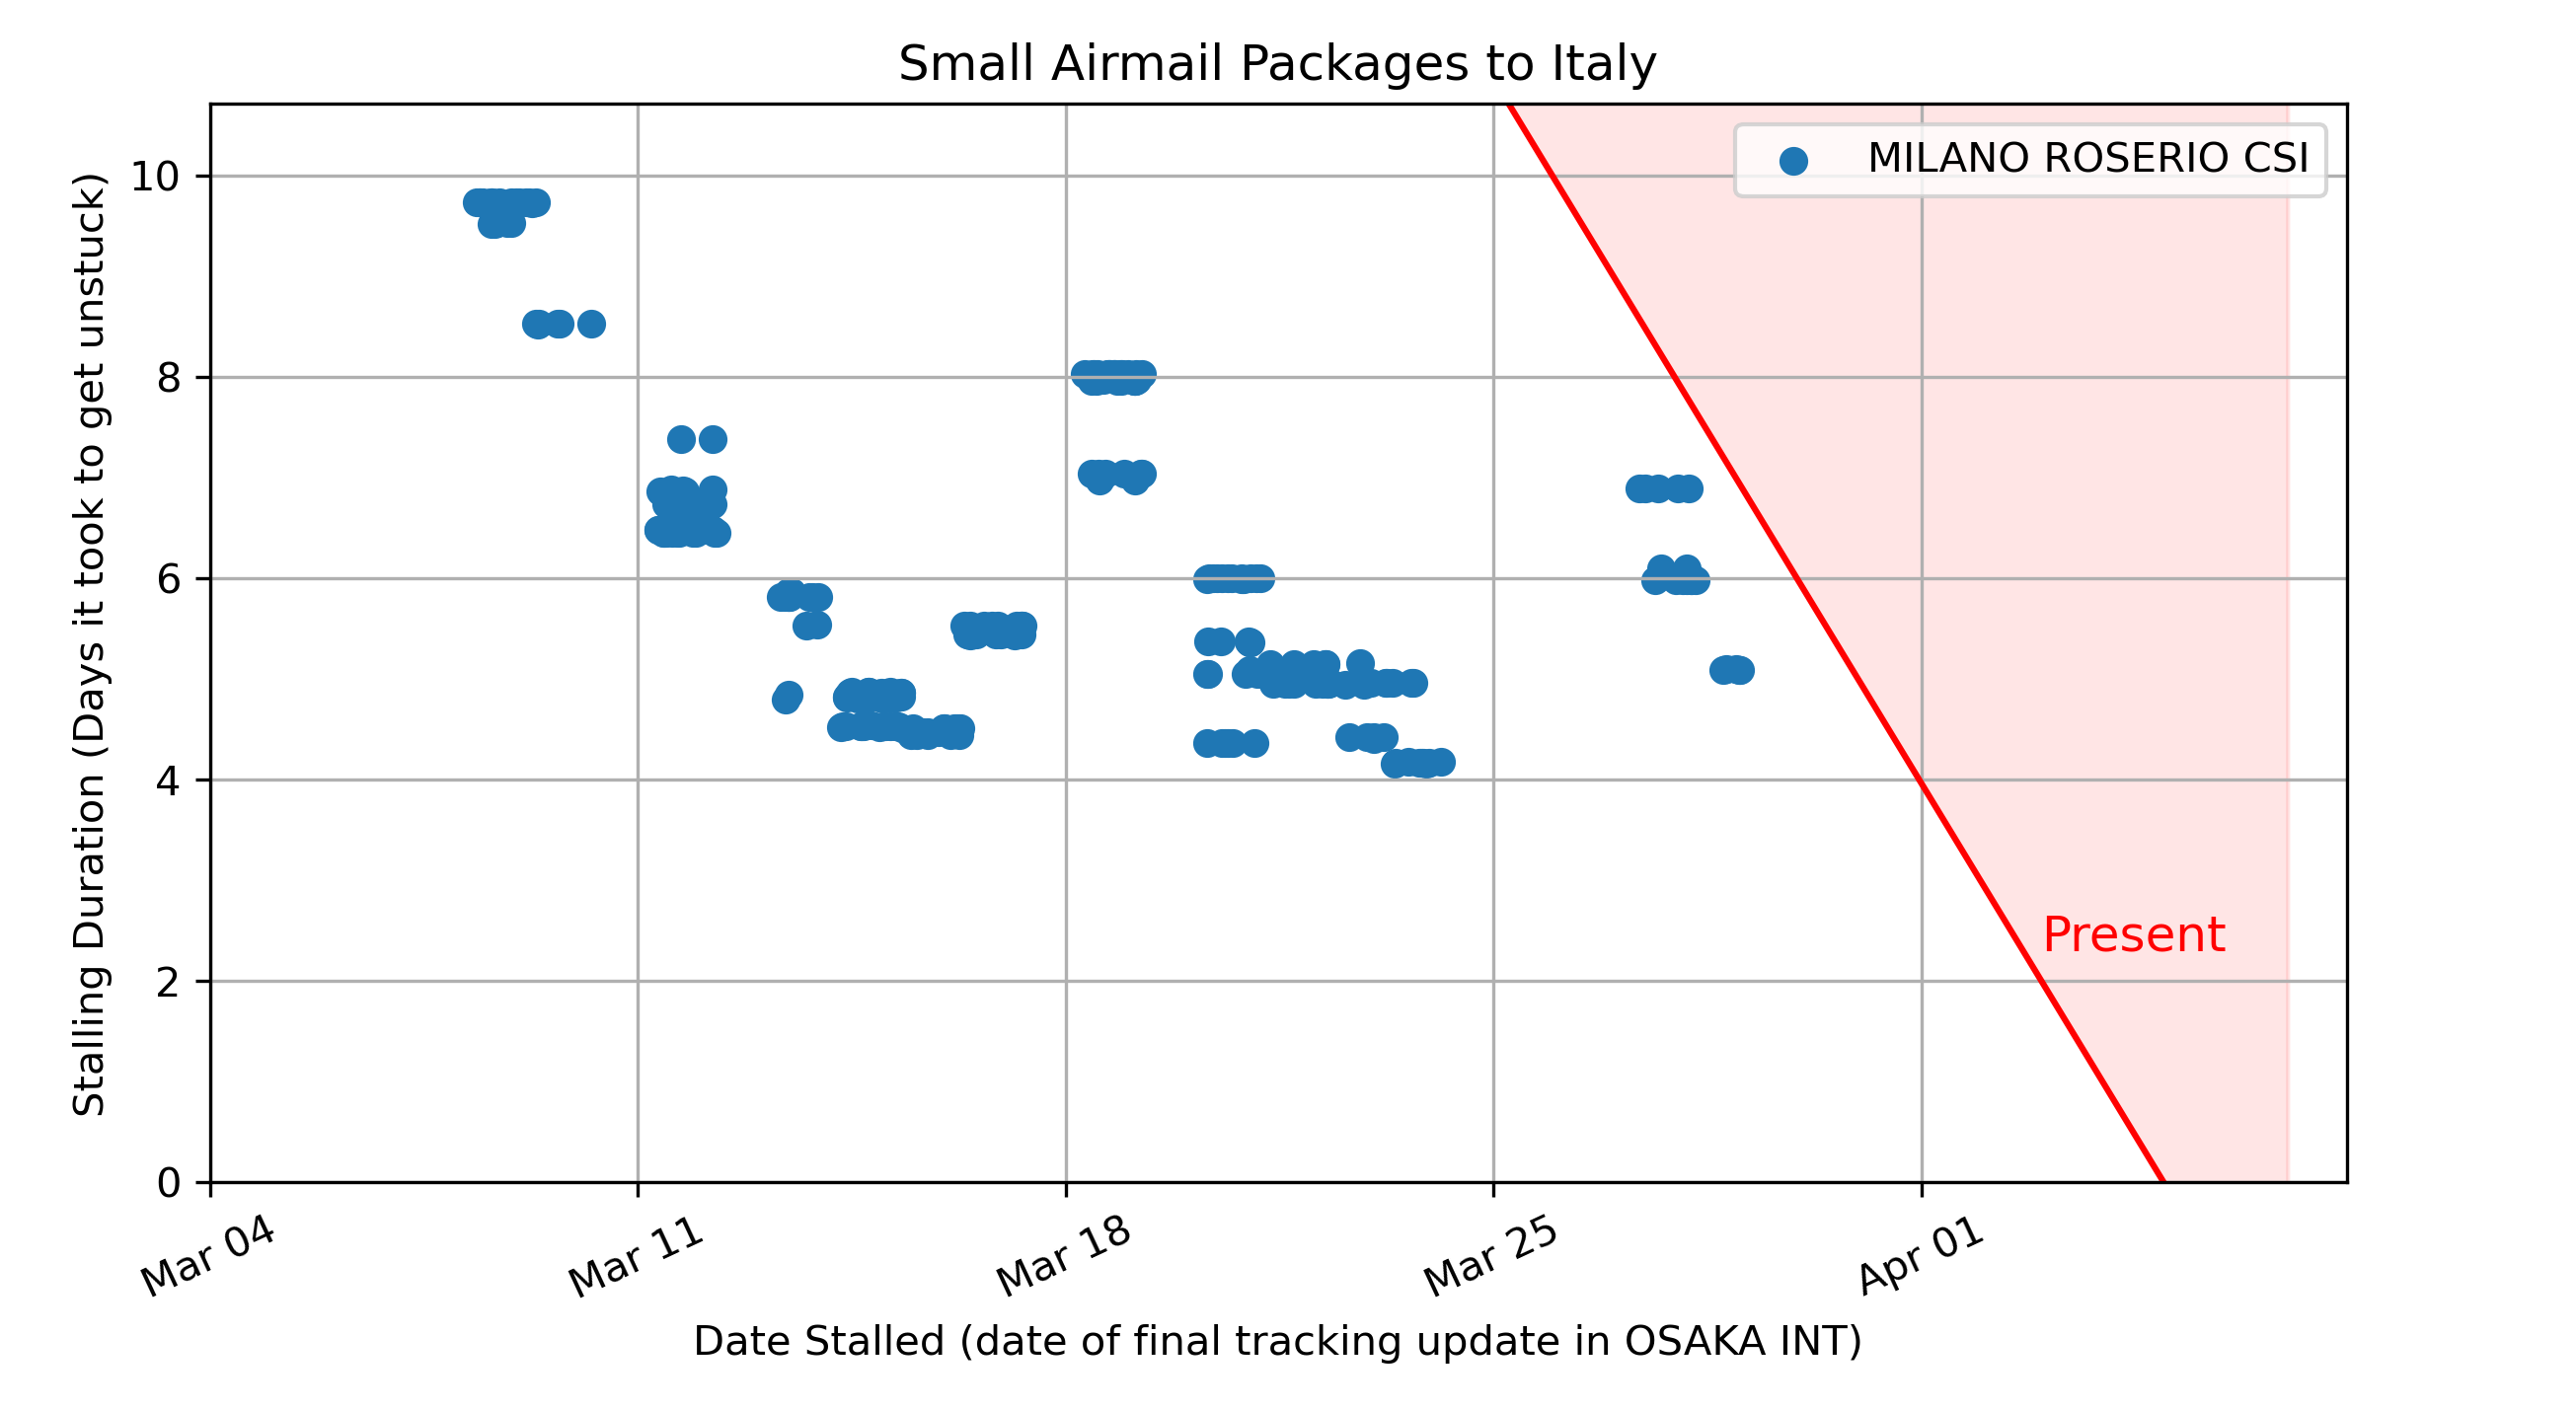 Small Airmail Packages to Italy
MILANO ROSERIO CSI
Stalling Duration (Days it took to get unstuck)
10
8
6
4
2
0
Present
Mar 04
Mar 11
Mar 18
Mar 25
Apr 01
Date Stalled (date of final tracking update in OSAKA INT)